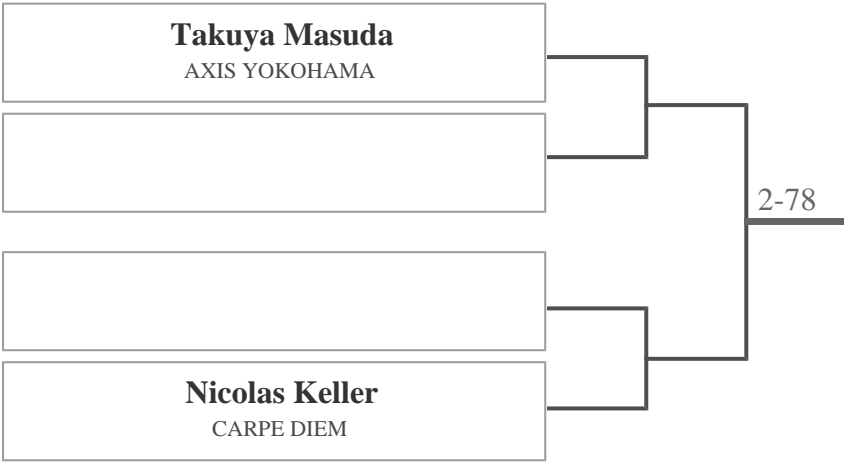 Takuya Masuda
AXIS YOKOHAMA
2-78
Nicolas Keller
CARPE DIEM